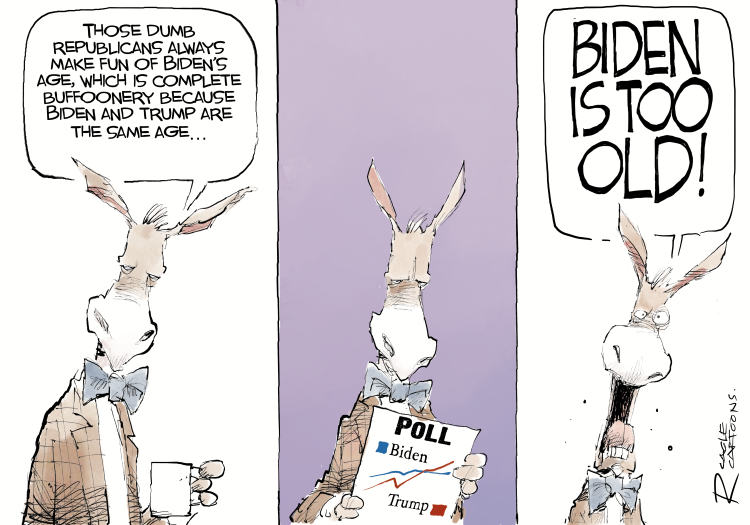 THOSE DUMB
REPUBLICANS ALWAYS
MAKE FUN OF BIDEN'S
AGE, WHICH IS COMPLETE
BUFFOONERY BECAUSE
BIDEN AND TRUMP ARE
THE SAME AGE...
POLL
Biden
Trump
BIDEN
IS TOO
OLD!
R
CAGLE
CARTOONS.